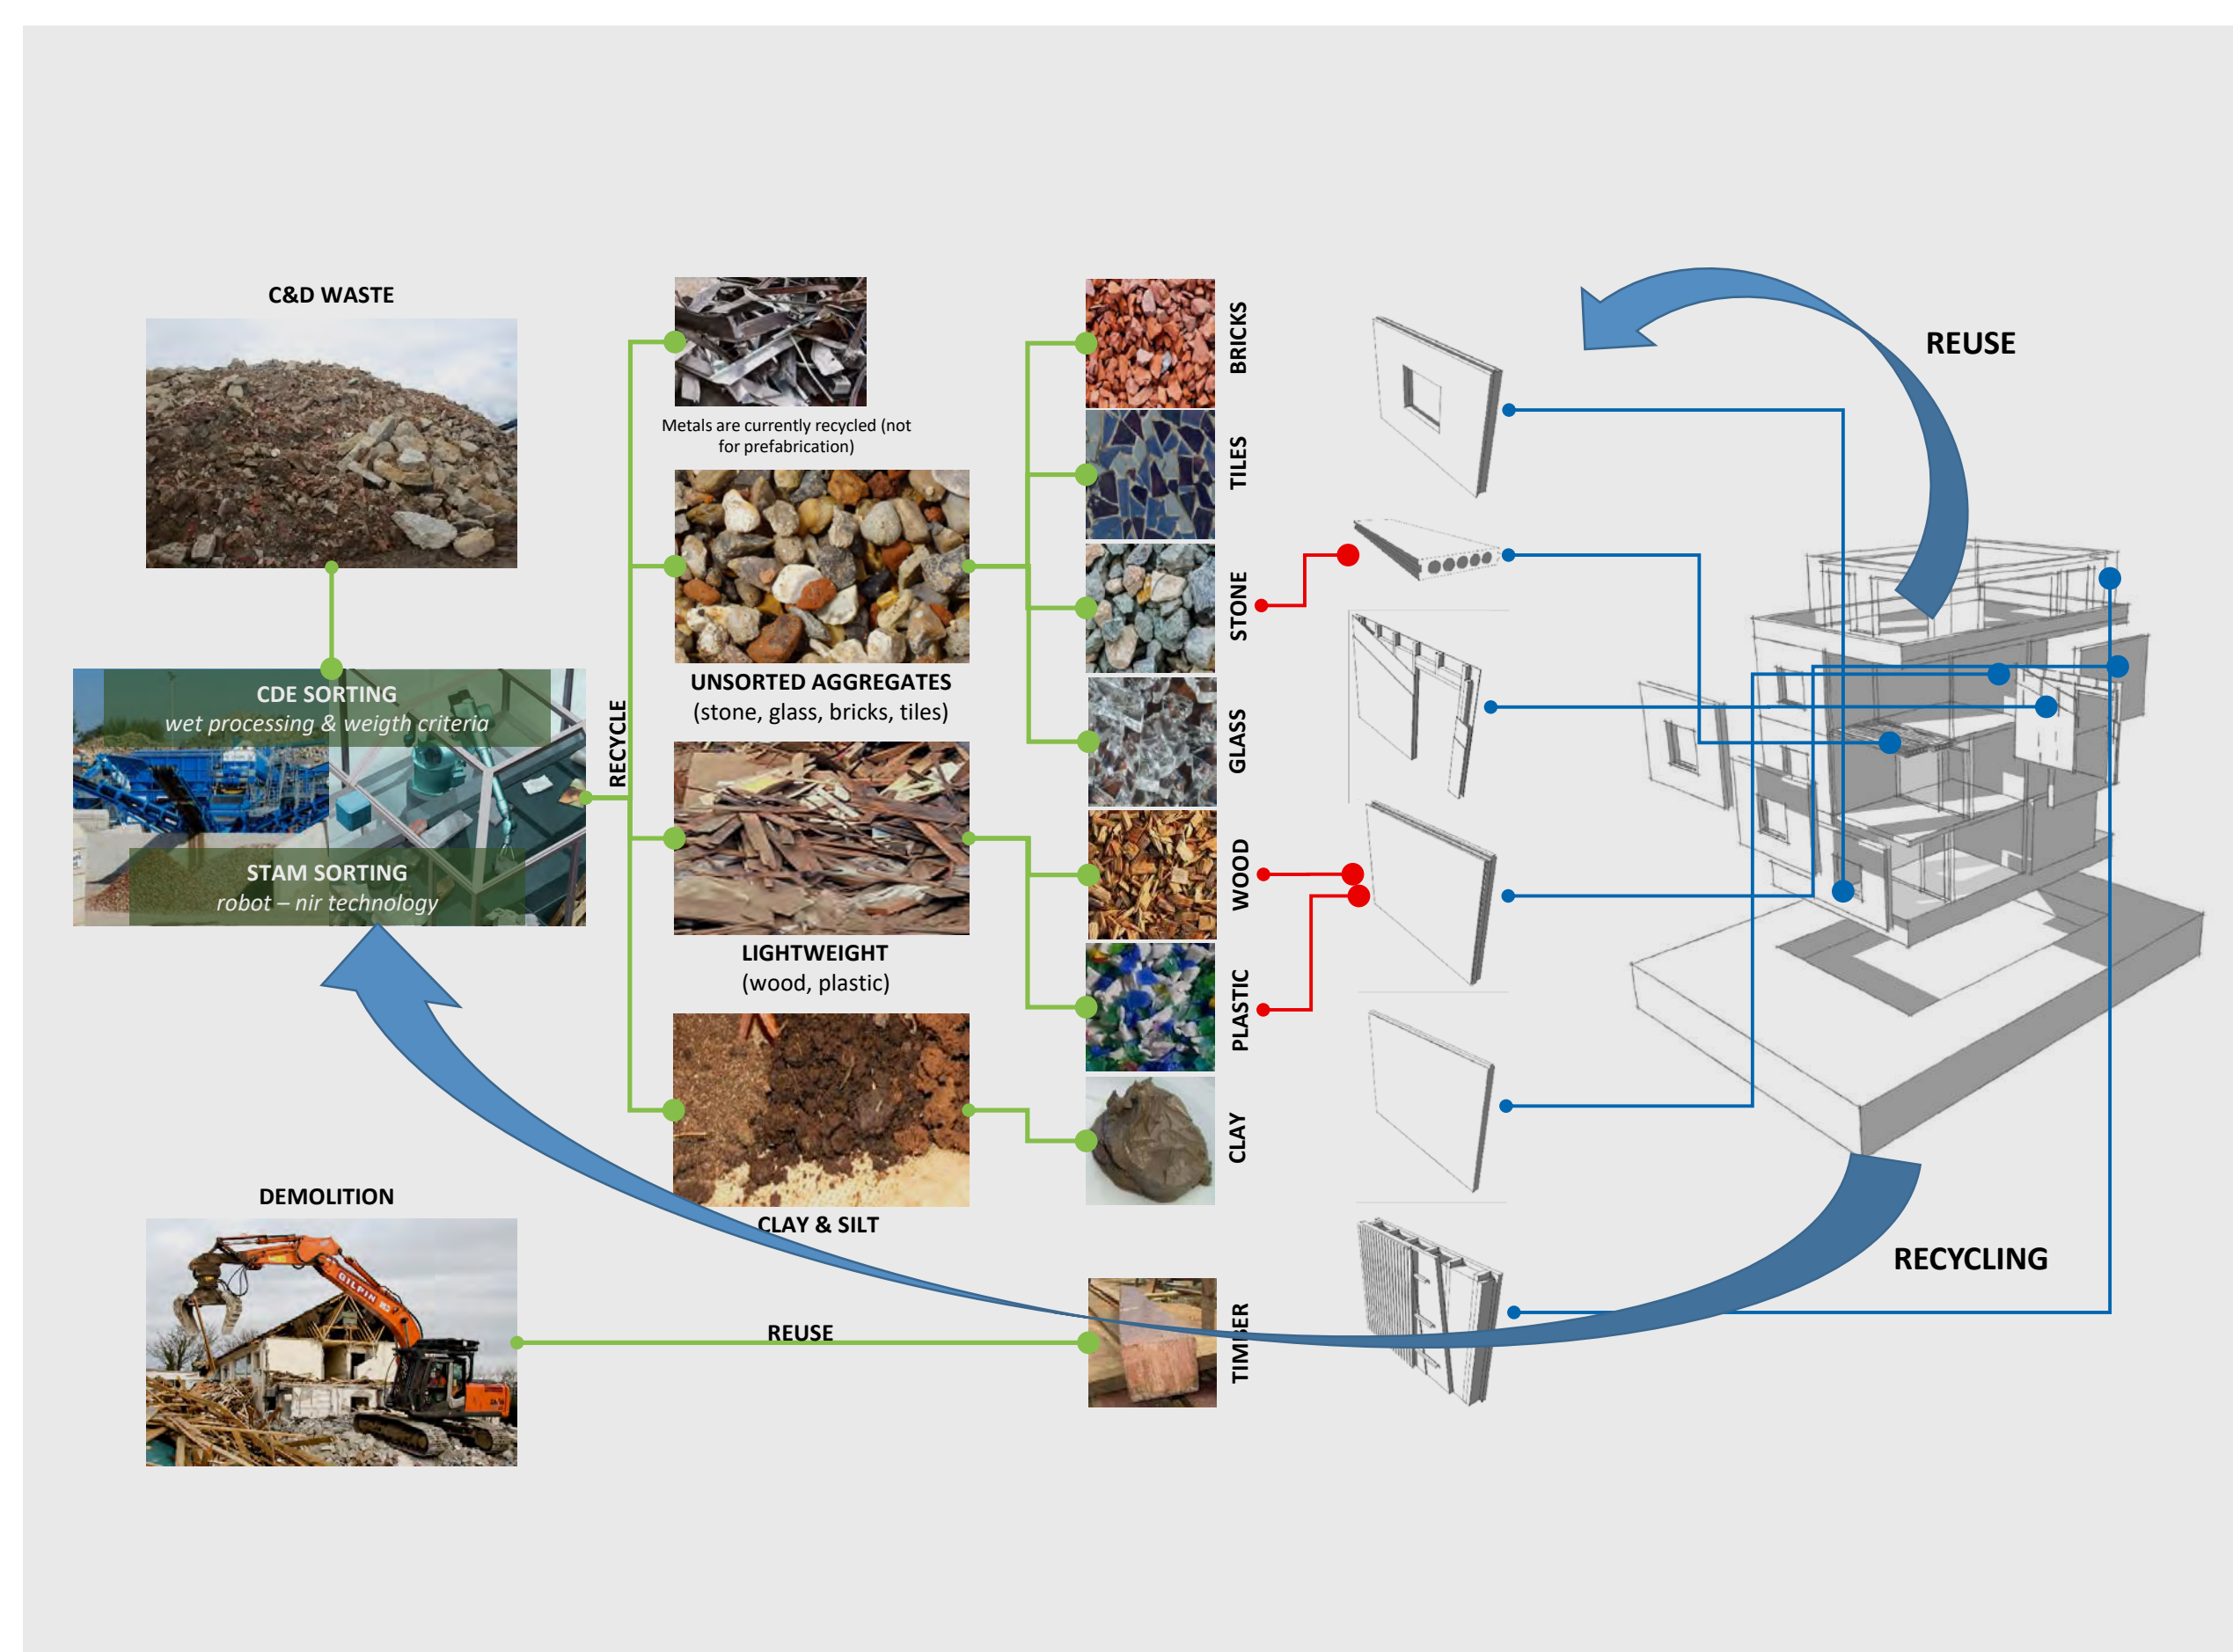 C&D WASTE
CDE SORTING
wet processing & weigth criteria
STAM SORTING
robot – nir technology
DEMOLITION
RECYCLE
Metals are currently recycled (not
for prefabrication)
UNSORTED AGGREGATES
(stone, glass, bricks, tiles)
LIGHTWEIGHT
(wood, plastic)
CLAY & SILT
REUSE
BRICKS
TILES
STONE
GLASS
WOOD
PLASTIC
CLAY
TIMBER
REUSE
RECYCLING
GILPIN